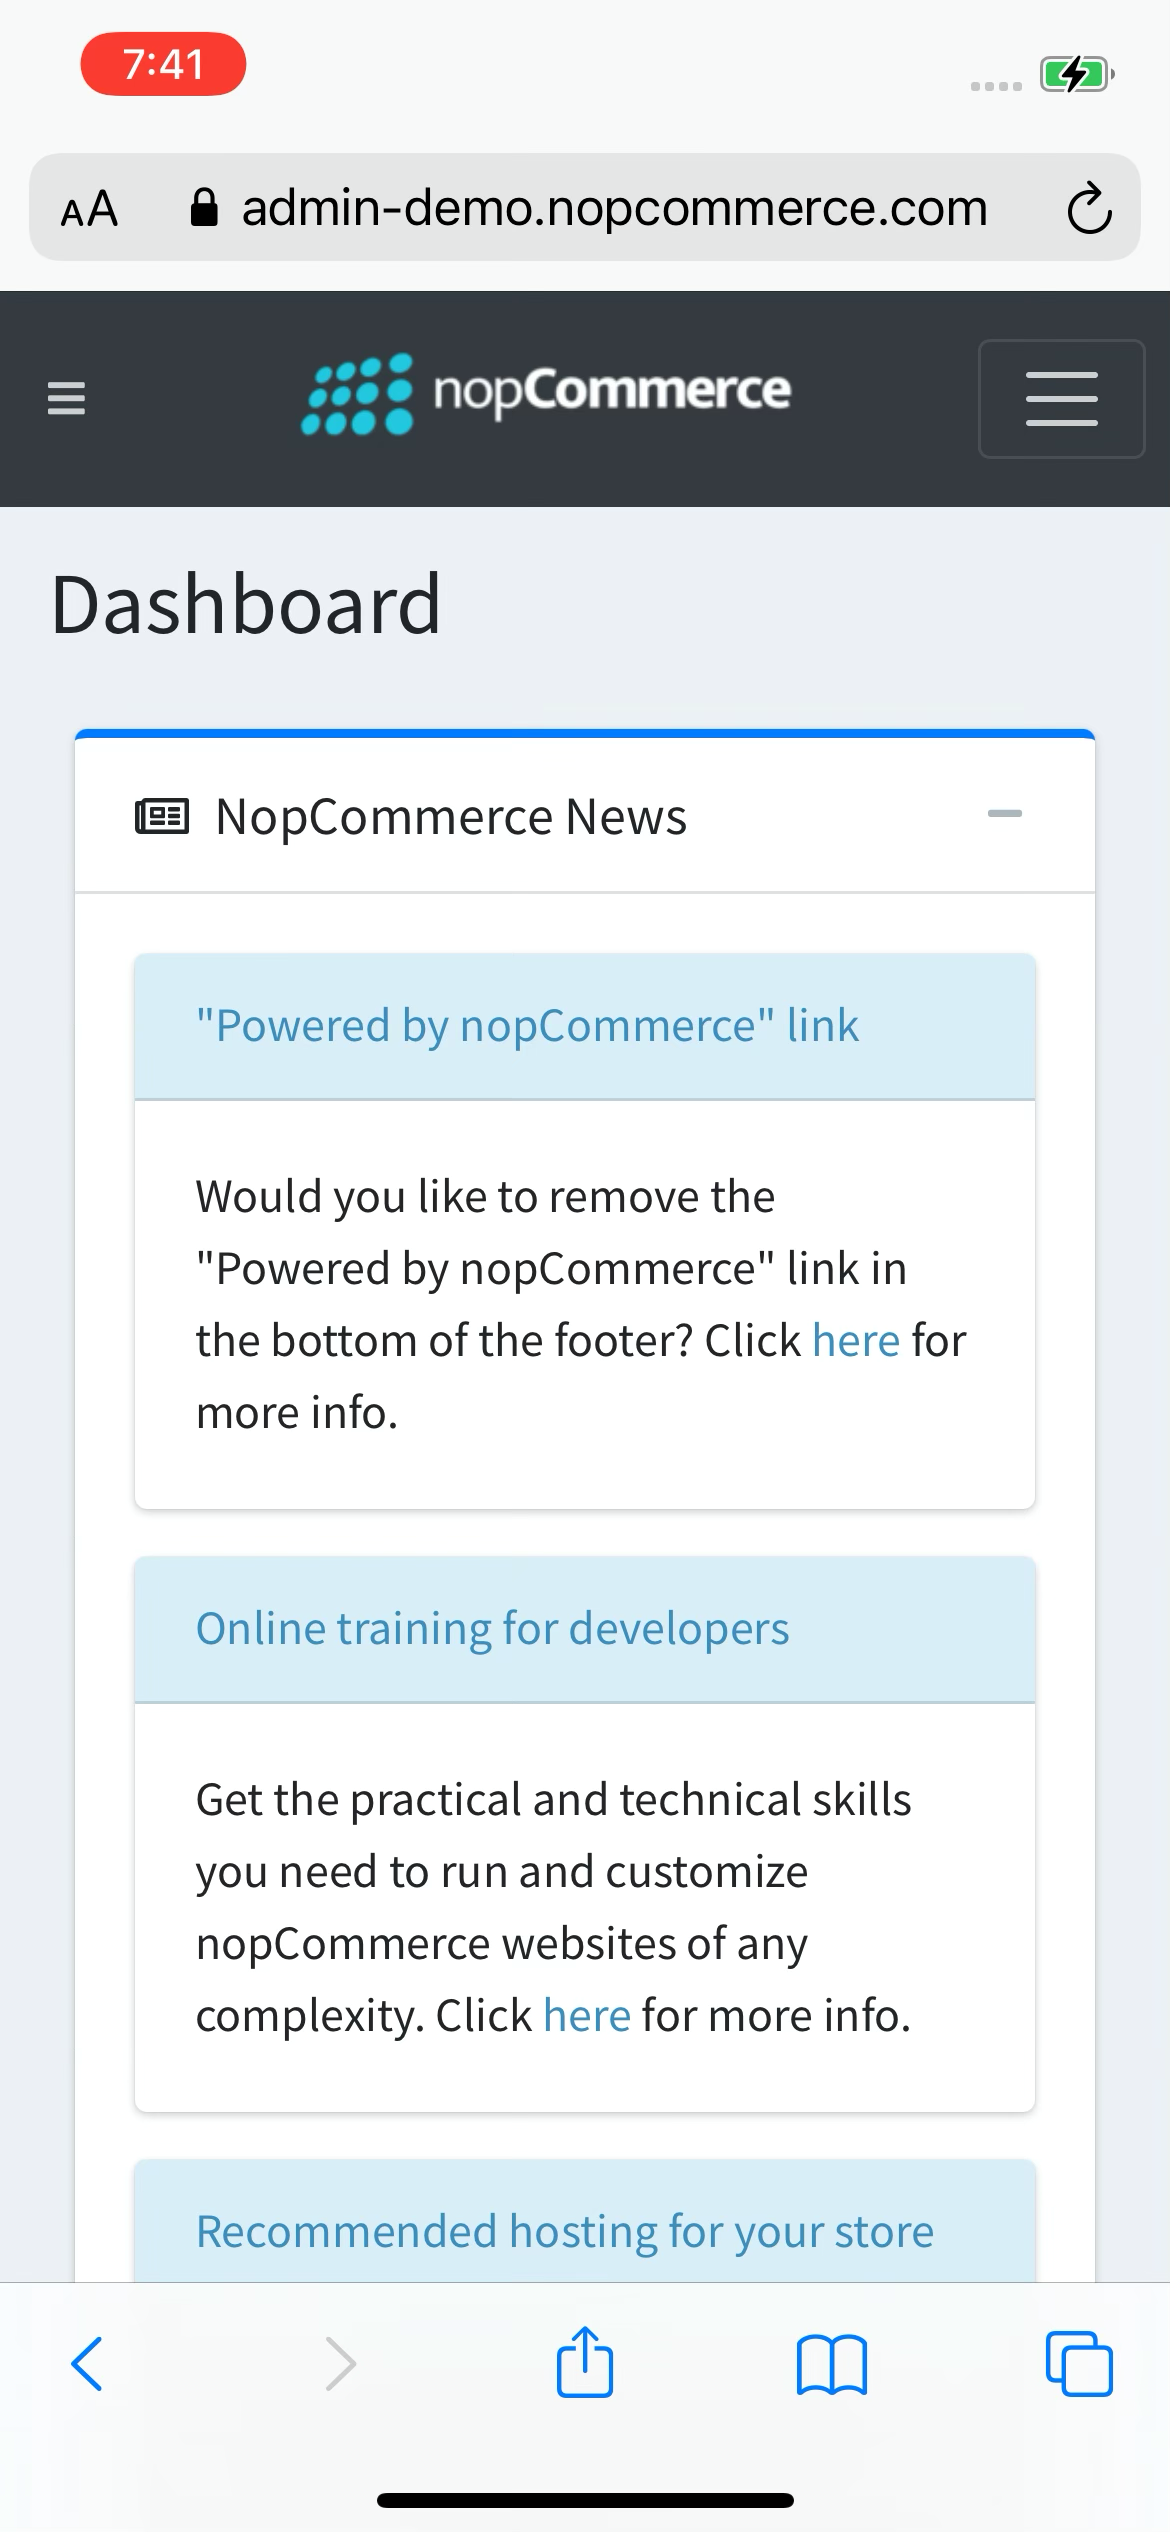 7:41
AA admin-demo.nopcommerce.com
nopCommerce
Dashboard
NopCommerce News
"Powered by nopCommerce" link
Would you like to remove the
"Powered by nopCommerce" link in
the bottom of the footer? Click here for
more info.
Online training for developers
Get the practical and technical skills
you need to run and customize
nopCommerce websites of any
complexity. Click here for more info.
Recommended hosting for your store